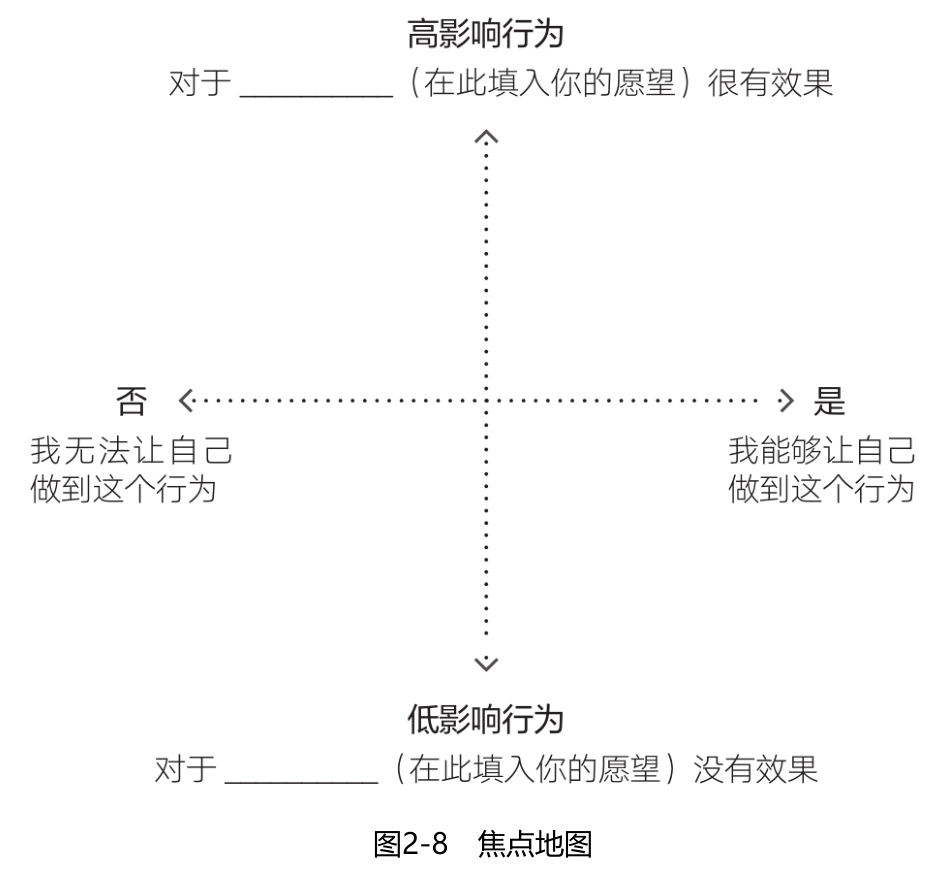 高影响行为
对于 __________（在此填入你的愿望）很有效果
否
是
我无法让自己
做到这个行为
我能够让自己
做到这个行为
低影响行为
对于 __________（在此填入你的愿望）没有效果
图2-8　焦点地图